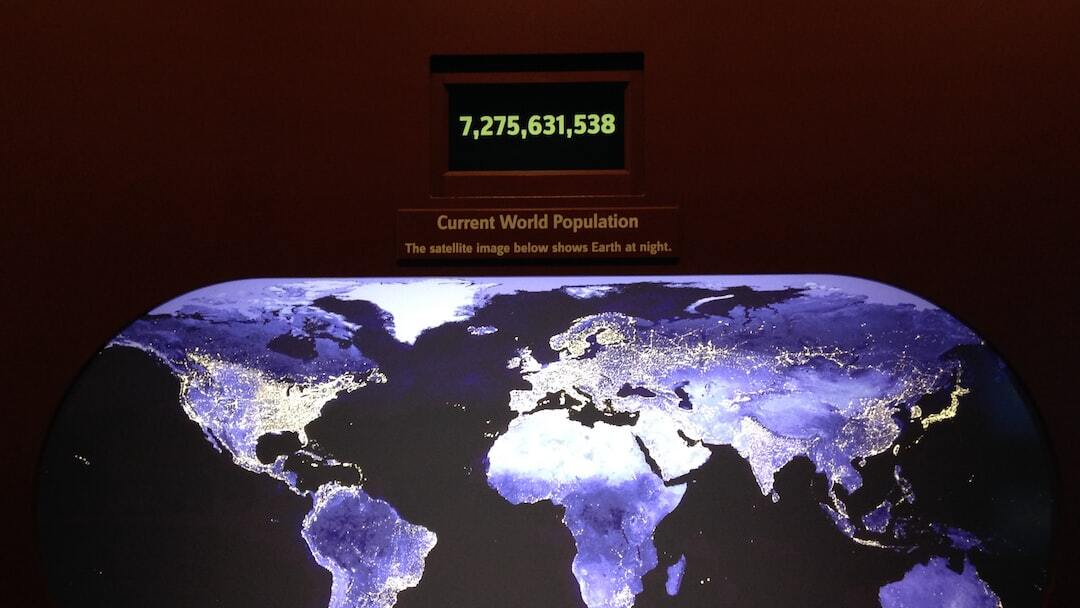 7,275,631,538
Current World Population
The satellite image below shows Earth at night.